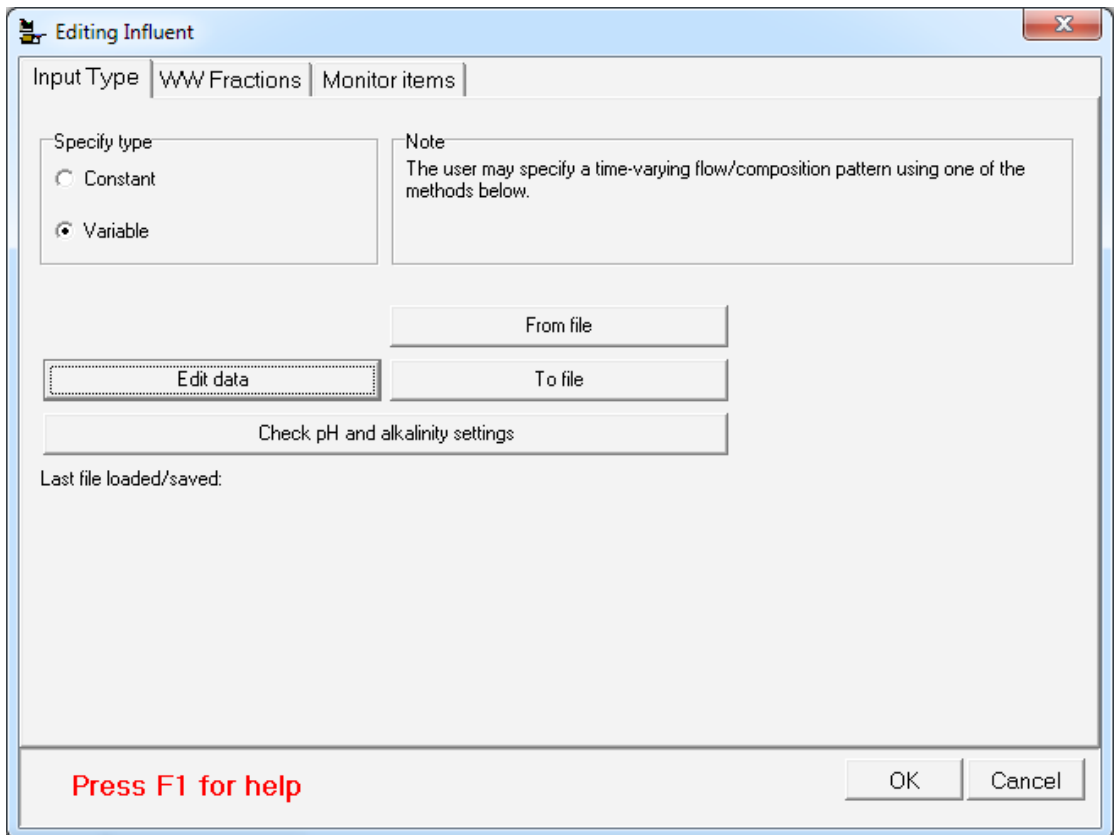 Editing Influent
Input Type
WW Fractions
Monitor items
Specify type
Constant
Variable
Note
The user may specify a time-varying flow/composition pattern using one of the
methods below.
From file
Edit data
To file
Check pH and alkalinity settings
Last file loaded/saved:
Press F1 for help
OK
Cancel